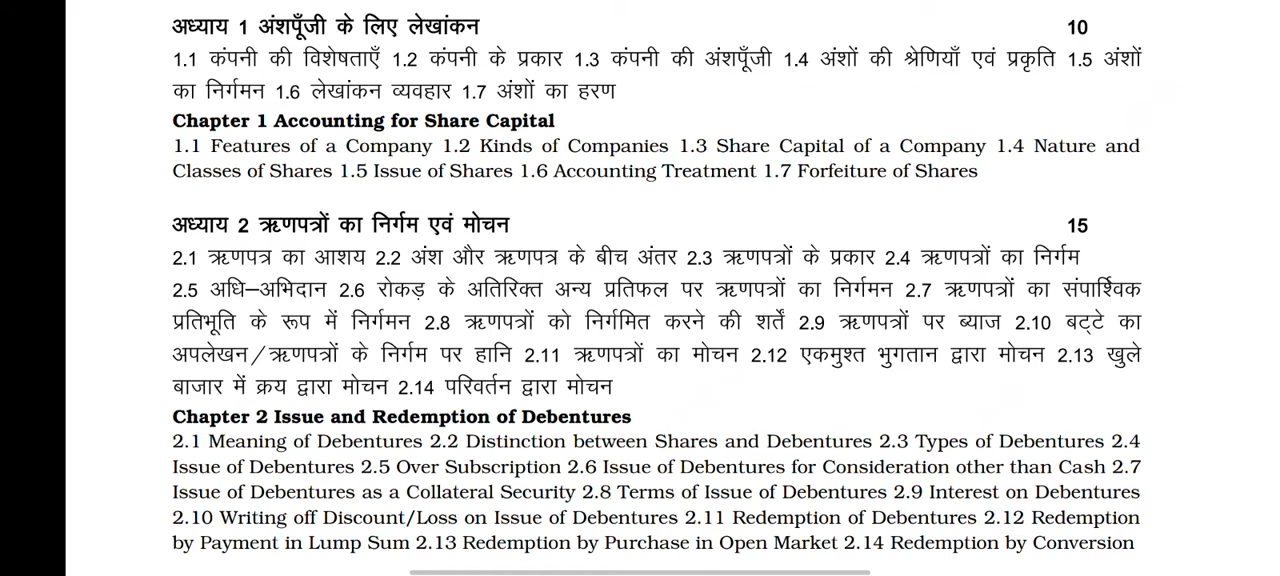 अध्याय 1 अंशपूँजी के लिए लेखांकन 10
1.1 कंपनी की विशेषताएँ 1.2 कंपनी के प्रकार 1.3 कंपनी की अंशपूँजी 1.4 अंशों की श्रेणियाँ एवं प्रकृति 1.5 अंशों
का निर्गमन 1.6 लेखांकन व्यवहार 1.7 अंशों का हरण
Chapter 1 Accounting for Share Capital
1.1 Features of a Company 1.2 Kinds of Companies 1.3 Share Capital of a Company 1.4 Nature and
Classes of Shares 1.5 Issue of Shares 1.6 Accounting Treatment 1.7 Forfeiture of Shares
अध्याय 2 ऋणपत्रों का निर्गम एवं मोचन 15
2.1 ऋणपत्र का आशय 2.2 अंश और ऋणपत्र के बीच अंतर 2.3 ऋणपत्रों के प्रकार 2.4 ऋणपत्रों का निर्गम
2.5 अधि–अभिदान 2.6 रोकड़ के अतिरिक्त अन्य प्रतिफल पर ऋणपत्रों का निर्गमन 2.7 ऋणपत्रों का संपार्श्विक
प्रतिभूति के रूप में निर्गमन 2.8 ऋणपत्रों को निर्गमित करने की शर्तें 2.9 ऋणपत्रों पर ब्याज 2.10 बट्टे का
अपलेखन/ऋणपत्रों के निर्गम पर हानि 2.11 ऋणपत्रों का मोचन 2.12 एकमुश्त भुगतान द्वारा मोचन 2.13 खुले
बाजार में क्रय द्वारा मोचन 2.14 परिवर्तन द्वारा मोचन
Chapter 2 Issue and Redemption of Debentures
2.1 Meaning of Debentures 2.2 Distinction between Shares and Debentures 2.3 Types of Debentures 2.4
Issue of Debentures 2.5 Over Subscription 2.6 Issue of Debentures for Consideration other than Cash 2.7
Issue of Debentures as a Collateral Security 2.8 Terms of Issue of Debentures 2.9 Interest on Debentures
2.10 Writing off Discount/Loss on Issue of Debentures 2.11 Redemption of Debentures 2.12 Redemption
by Payment in Lump Sum 2.13 Redemption by Purchase in Open Market 2.14 Redemption by Conversion